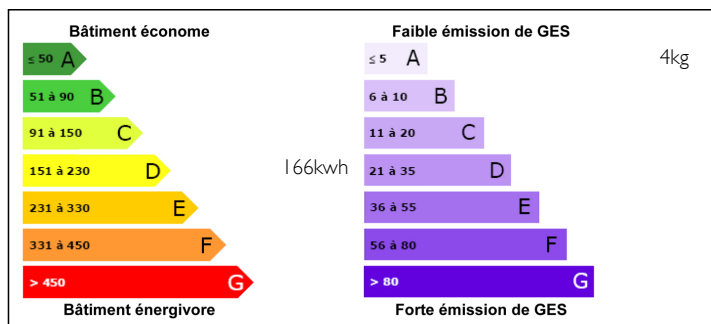 Bâtiment économe
≤ 50 A
51 à 90 B
91 à 150 C
151 à 230 D
231 à 330 E
331 à 450 F
> 450 G
Bâtiment énergivore
166kwh
Faible émission de GES
≤ 5 A
6 à 10 B
11 à 20 C
21 à 35 D
36 à 55 E
56 à 80 F
> 80 G
Forte émission de GES
4kg